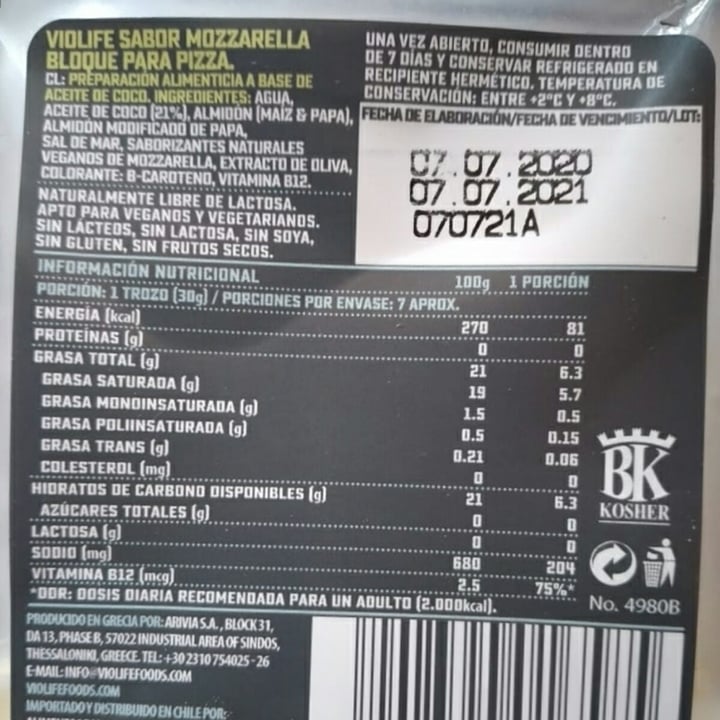 VIOLIFE SABOR MOZZARELLA
BLOQUE PARA PIZZA.
CL: PREPARACIÓN ALIMENTICIA A BASE DE
ACEITE DE COCO. INGREDIENTES: AGUA,
ACEITE DE COCO (21%), ALMIDÓN (MAÍZ & PAPA),
ALMIDÓN MODIFICADO DE PAPA,
SAL DE MAR, SABORIZANTES NATURALES
VEGANOS DE MOZZARELLA, EXTRACTO DE OLIVA,
COLORANTE: B-CAROTENO, VITAMINA B12.
NATURALMENTE LIBRE DE LACTOSA.
APTO PARA VEGANOS Y VEGETARIANOS.
SIN LÁCTEOS, SIN LACTOSA, SIN SOYA,
SIN GLUTEN, SIN FRUTOS SECOS.
UNA VEZ ABIERTO, CONSUMIR DENTRO
DE 7 DÍAS Y CONSERVAR REFRIGERADO EN
RECIPIENTE HERMÉTICO. TEMPERATURA DE
CONSERVACIÓN: ENTRE +2°C Y +8°C.
FECHA DE ELABORACIÓN/FECHA DE VENCIMIENTO/LOT:
07.07.2020
07.07.2021
070721A
INFORMACIÓN NUTRICIONAL 100g 1 PORCIÓN
PORCIÓN: 1 TROZO (30g) / PORCIONES POR ENVASE: 7 APROX.
ENERGÍA (kcal) 270 81
PROTEÍNAS (g) 0 0
GRASA TOTAL (g) 21 6.3
GRASA SATURADA (g) 19 5.7
GRASA MONOINSATURADA (g) 1.5 0.5
GRASA POLIINSATURADA (g) 0.5 0.15
GRASA TRANS (g) 0.21 0.06
COLESTEROL (mg) 0 0
HIDRATOS DE CARBONO DISPONIBLES (g) 21 6.3
AZÚCARES TOTALES (g) 0 0
LACTOSA (g) 0 0
SODIO (mg) 680 204
VITAMINA B12 (mcg) 2.5 75%*
*DDR: DOSIS DIARIA RECOMENDADA PARA UN ADULTO (2.000kcal).
BK
KOSHER
No. 4980B
PRODUCIDO EN GRECIA POR: ARIVIA S.A., BLOCK 31,
DA 13, PHASE B, 57022 INDUSTRIAL AREA OF SINDOS,
THESSALONIKI, GREECE. TEL: +30 2310 754025 - 26
E-MAIL: INFO@VIOLIFEFOODS.COM
VIOLIFEFOODS.COM
IMPORTADO Y DISTRIBUIDO EN CHILE POR: